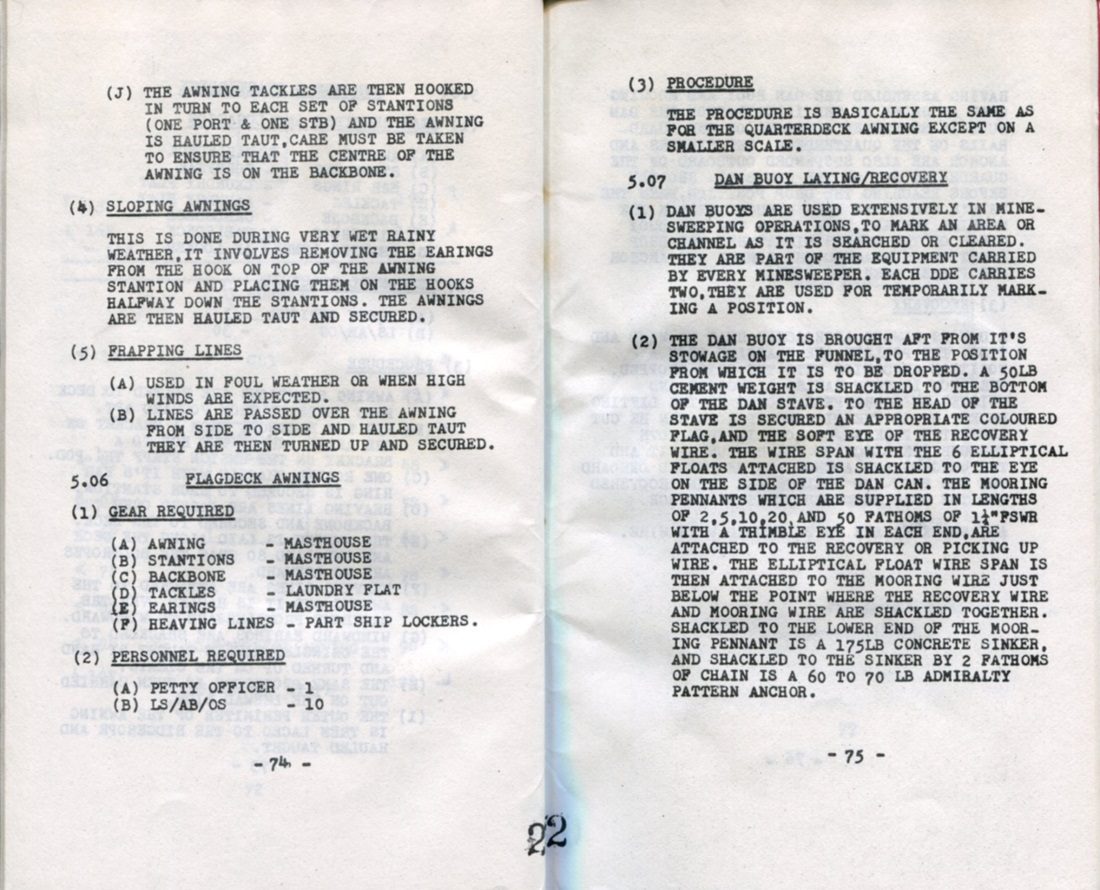 (J) THE AWNING TACKLES ARE THEN HOOKED
IN TURN TO EACH SET OF STANTIONS
(ONE PORT & ONE STB) AND THE AWNING
IS HAULED TAUT,CARE MUST BE TAKEN
TO ENSURE THAT THE CENTRE OF THE
AWNING IS ON THE BACKBONE.
(4) SLOPING AWNINGS
THIS IS DONE DURING VERY WET RAINY
WEATHER,IT INVOLVES REMOVING THE EARINGS
FROM THE HOOK ON TOP OF THE AWNING
STANTION AND PLACING THEM ON THE HOOKS
HALFWAY DOWN THE STANTIONS. THE AWNINGS
ARE THEN HAULED TAUT AND SECURED.
(5) FRAPPING LINES
(A) USED IN FOUL WEATHER OR WHEN HIGH
WINDS ARE EXPECTED.
(B) LINES ARE PASSED OVER THE AWNING
FROM SIDE TO SIDE AND HAULED TAUT
THEY ARE THEN TURNED UP AND SECURED.
5.06 FLAGDECK AWNINGS
(1) GEAR REQUIRED
(A) AWNING - MASTHOUSE
(B) STANTIONS - MASTHOUSE
(C) BACKBONE - MASTHOUSE
(D) TACKLES - LAUNDRY FLAT
(E) EARINGS - MASTHOUSE
(F) HEAVING LINES - PART SHIP LOCKERS.
(2) PERSONNEL REQUIRED
(A) PETTY OFFICER - 1
(B) LS/AB/OS - 10
- 74 -
(3) PROCEDURE
THE PROCEDURE IS BASICALLY THE SAME AS
FOR THE QUARTERDECK AWNING EXCEPT ON A
SMALLER SCALE.
5.07 DAN BUOY LAYING/RECOVERY
(1) DAN BUOYS ARE USED EXTENSIVELY IN MINE-
SWEEPING OPERATIONS,TO MARK AN AREA OR
CHANNEL AS IT IS SEARCHED OR CLEARED.
THEY ARE PART OF THE EQUIPMENT CARRIED
BY EVERY MINESWEEPER. EACH DDE CARRIES
TWO,THEY ARE USED FOR TEMPORARILY MARK-
ING A POSITION.
(2) THE DAN BUOY IS BROUGHT AFT FROM IT'S
STOWAGE ON THE FUNNEL,TO THE POSITION
FROM WHICH IT IS TO BE DROPPED. A 50LB
CEMENT WEIGHT IS SHACKLED TO THE BOTTOM
OF THE DAN STAVE. TO THE HEAD OF THE
STAVE IS SECURED AN APPROPRIATE COLOURED
FLAG,AND THE SOFT EYE OF THE RECOVERY
WIRE. THE WIRE SPAN WITH THE 6 ELLIPTICAL
FLOATS ATTACHED IS SHACKLED TO THE EYE
ON THE SIDE OF THE DAN CAN. THE MOORING
PENNANTS WHICH ARE SUPPLIED IN LENGTHS
OF 2,5,10,20,AND 50 FATHOMS OF 1¼"FSWR
WITH A THIMBLE EYE IN EACH END,ARE
ATTACHED TO THE RECOVERY OR PICKING UP
WIRE. THE ELLIPTICAL FLOAT WIRE SPAN IS
THEN ATTACHED TO THE MOORING WIRE JUST
BELOW THE POINT WHERE THE RECOVERY WIRE
AND MOORING WIRE ARE SHACKLED TOGETHER.
SHACKLED TO THE LOWER END OF THE MOOR-
ING PENNANT IS A 175LB CONCRETE SINKER,
AND SHACKLED TO THE SINKER BY 2 FATHOMS
OF CHAIN IS A 60 TO 70 LB ADMIRALTY
PATTERN ANCHOR.
- 75 -
22